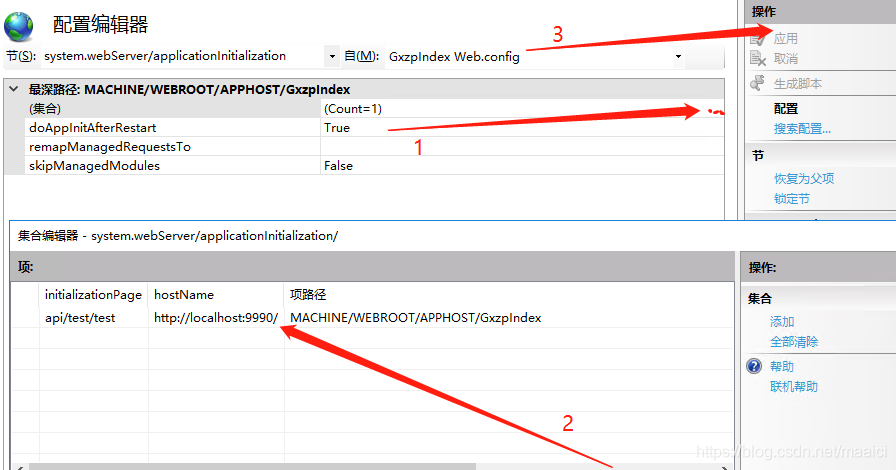 配置编辑器
节(S): system.webServer/applicationInitialization 自(M): GxzpIndex Web.config
最深路径: MACHINE/WEBROOT/APPHOST/GxzpIndex
(集合) (Count=1)
doAppInitAfterRestart True
remapManagedRequestsTo
skipManagedModules False
1
3
操作
应用
取消
生成脚本
配置
搜索配置...
节
恢复为父项
锁定节
集合编辑器 - system.webServer/applicationInitialization/
项:
initializationPage hostName 项路径
api/test/test http://localhost:9990/ MACHINE/WEBROOT/APPHOST/GxzpIndex
2
操作:
集合
添加
全部清除
帮助
联机帮助
https://blog.csdn.net/maaici